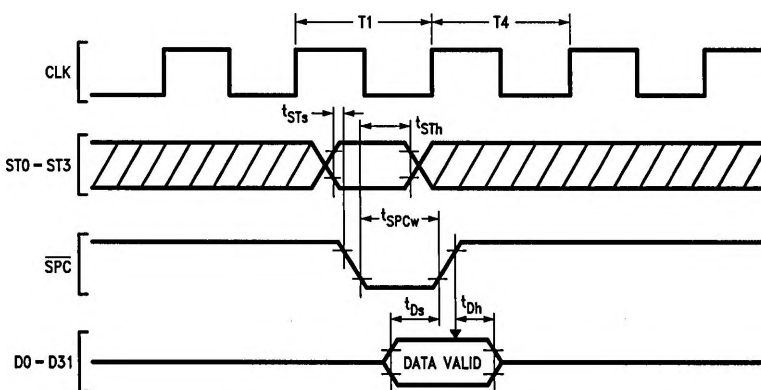 T1 T4
CLK
tSTs tSTh
ST0 – ST3
tSPCw
SPC
tDs tDh
D0 – D31 DATA VALID